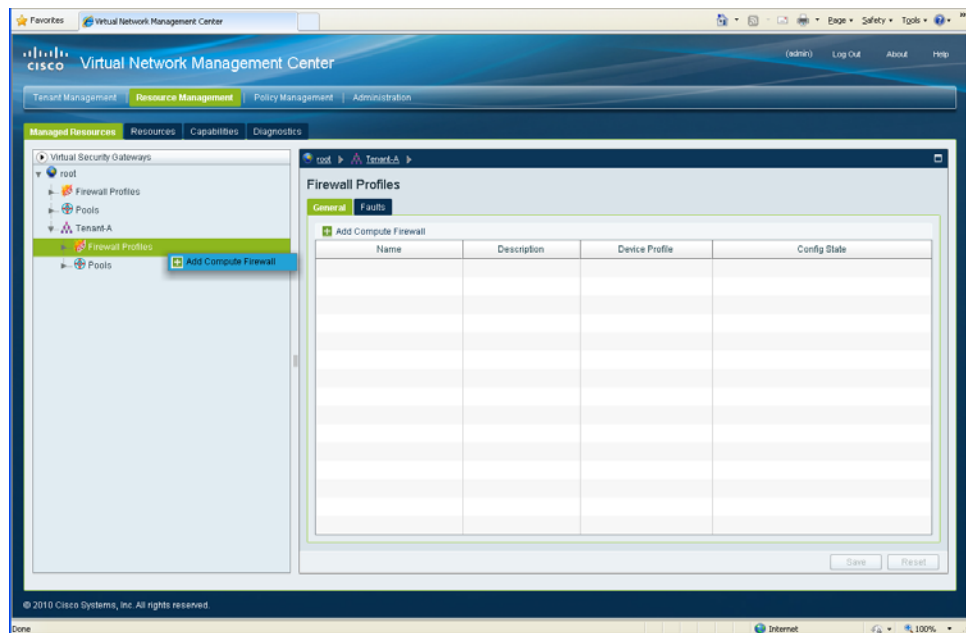 Favorites
Virtual Network Management Center
Page
Safety
Tools
cisco
Virtual Network Management Center
(admin)
Log Out
About
Help
Tenant Management | Resource Management | Policy Management | Administration
Managed Resources
Resources
Capabilities
Diagnostics
Virtual Security Gateways
root
Firewall Profiles
Pools
Tenant-A
Firewall Profiles
Pools
Add Compute Firewall
root
Tenant-A
Firewall Profiles
General
Faults
Add Compute Firewall
Name
Description
Device Profile
Config State
Save
Reset
© 2010 Cisco Systems, Inc. All rights reserved.
Done
Internet
100%